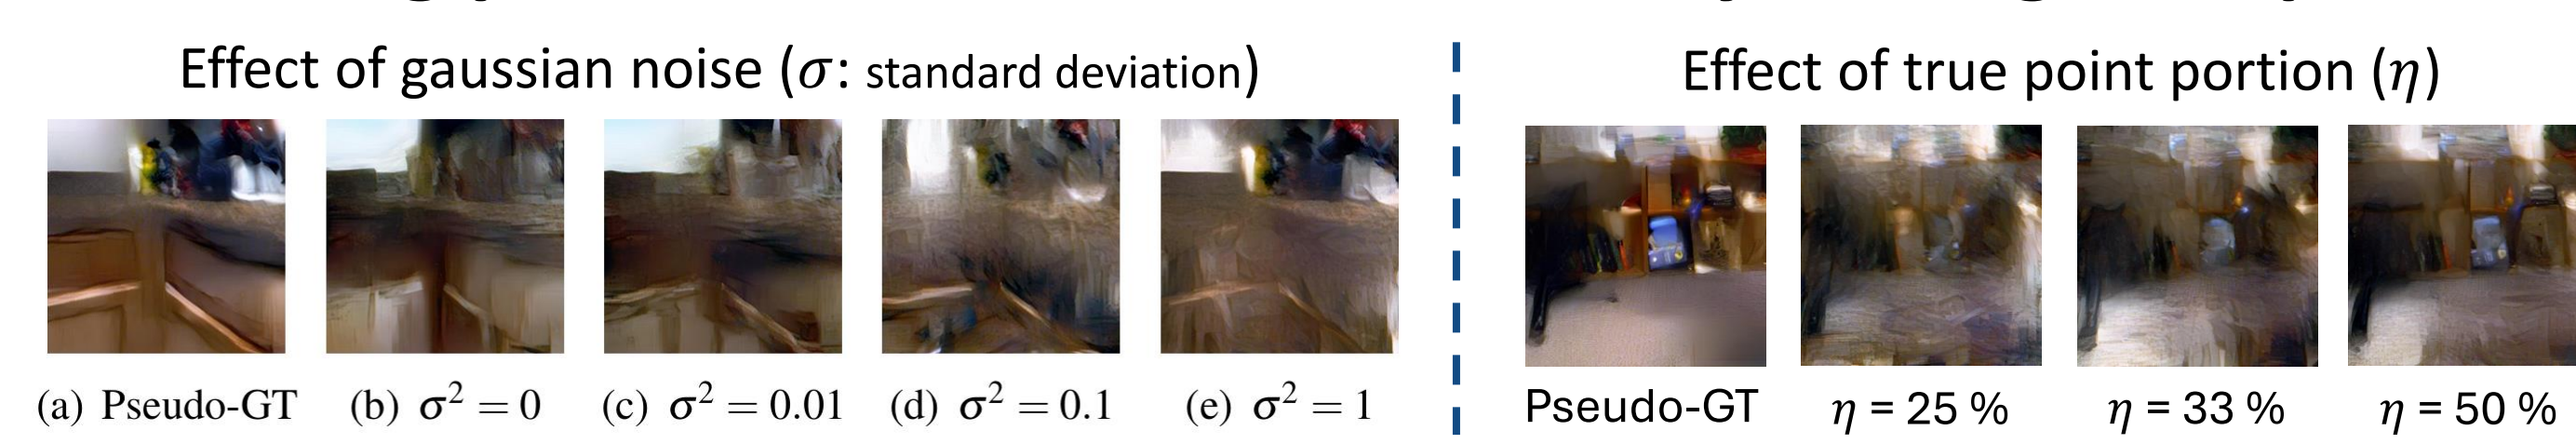 Effect of gaussian noise (σ: standard deviation)
(a) Pseudo-GT (b) σ² = 0 (c) σ² = 0.01 (d) σ² = 0.1 (e) σ² = 1
Effect of true point portion (η)
Pseudo-GT η = 25 % η = 33 % η = 50 %